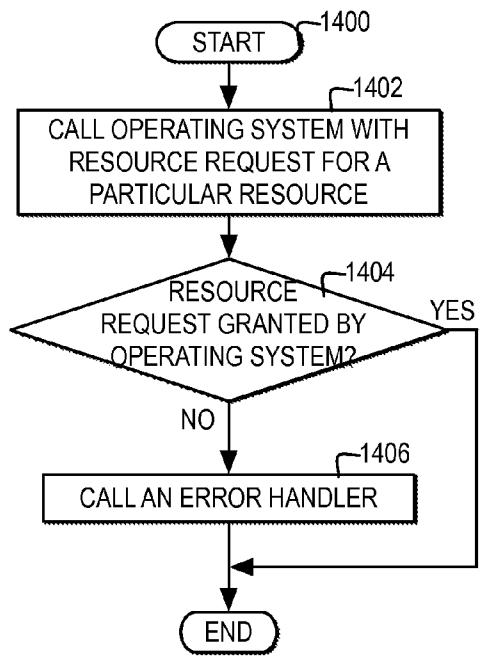 1400
START
1402
CALL OPERATING SYSTEM WITH
RESOURCE REQUEST FOR A
PARTICULAR RESOURCE
1404
RESOURCE
REQUEST GRANTED BY
OPERATING SYSTEM?
YES
NO
1406
CALL AN ERROR HANDLER
END